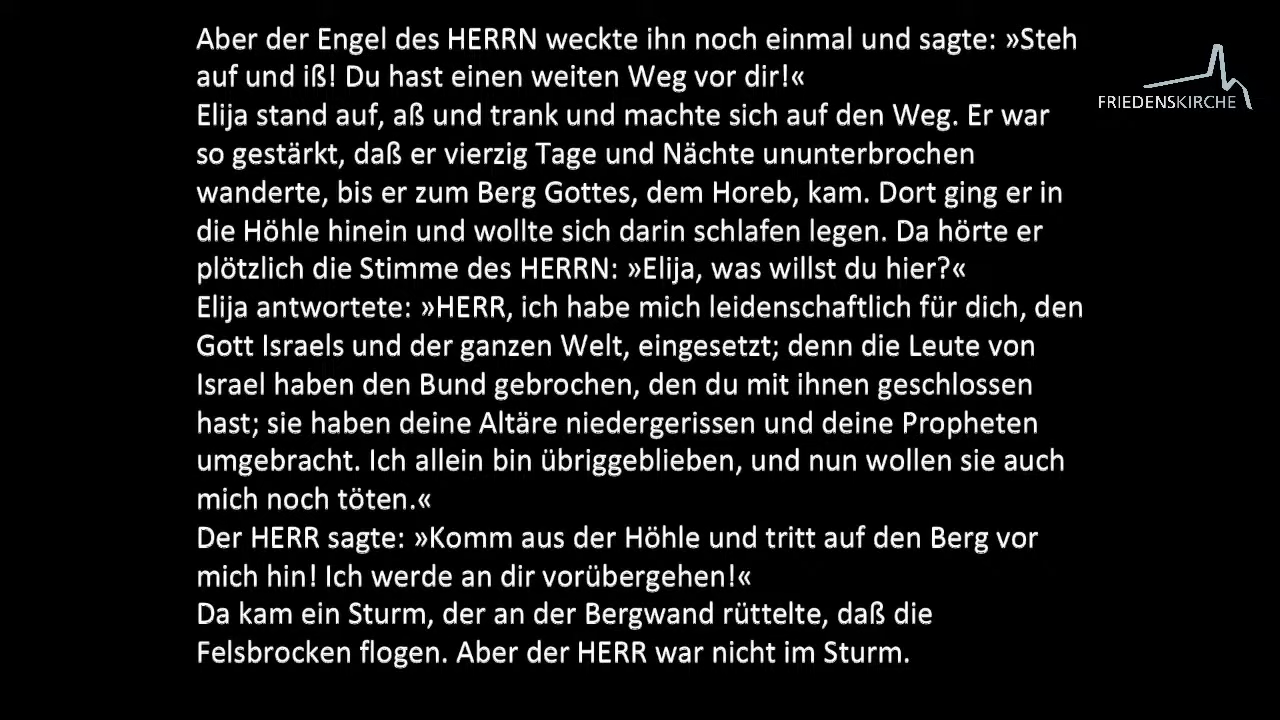 Aber der Engel des HERRN weckte ihn noch einmal und sagte: »Steh
auf und iß! Du hast einen weiten Weg vor dir!«
Elija stand auf, aß und trank und machte sich auf den Weg. Er war
so gestärkt, daß er vierzig Tage und Nächte ununterbrochen
wanderte, bis er zum Berg Gottes, dem Horeb, kam. Dort ging er in
die Höhle hinein und wollte sich darin schlafen legen. Da hörte er
plötzlich die Stimme des HERRN: »Elija, was willst du hier?«
Elija antwortete: »HERR, ich habe mich leidenschaftlich für dich, den
Gott Israels und der ganzen Welt, eingesetzt; denn die Leute von
Israel haben den Bund gebrochen, den du mit ihnen geschlossen
hast; sie haben deine Altäre niedergerissen und deine Propheten
umgebracht. Ich allein bin übriggeblieben, und nun wollen sie auch
mich noch töten.«
Der HERR sagte: »Komm aus der Höhle und tritt auf den Berg vor
mich hin! Ich werde an dir vorübergehen!«
Da kam ein Sturm, der an der Bergwand rüttelte, daß die
Felsbrocken flogen. Aber der HERR war nicht im Sturm.
FRIEDENSKIRCHE